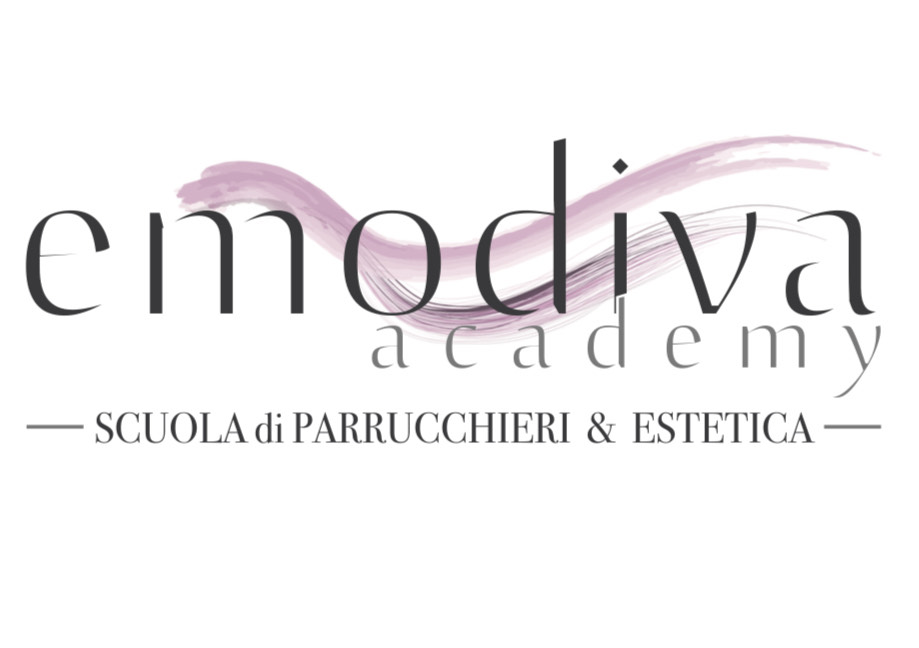 emodiva
academy
SCUOLA di PARRUCCHIERI & ESTETICA